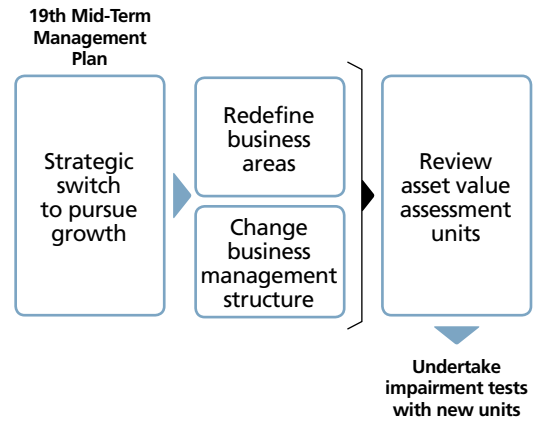 19th Mid-Term
Management
Plan
Strategic
switch
to pursue
growth
Redefine
business
areas
Change
business
management
structure
Review
asset value
assessment
units
Undertake
impairment tests
with new units